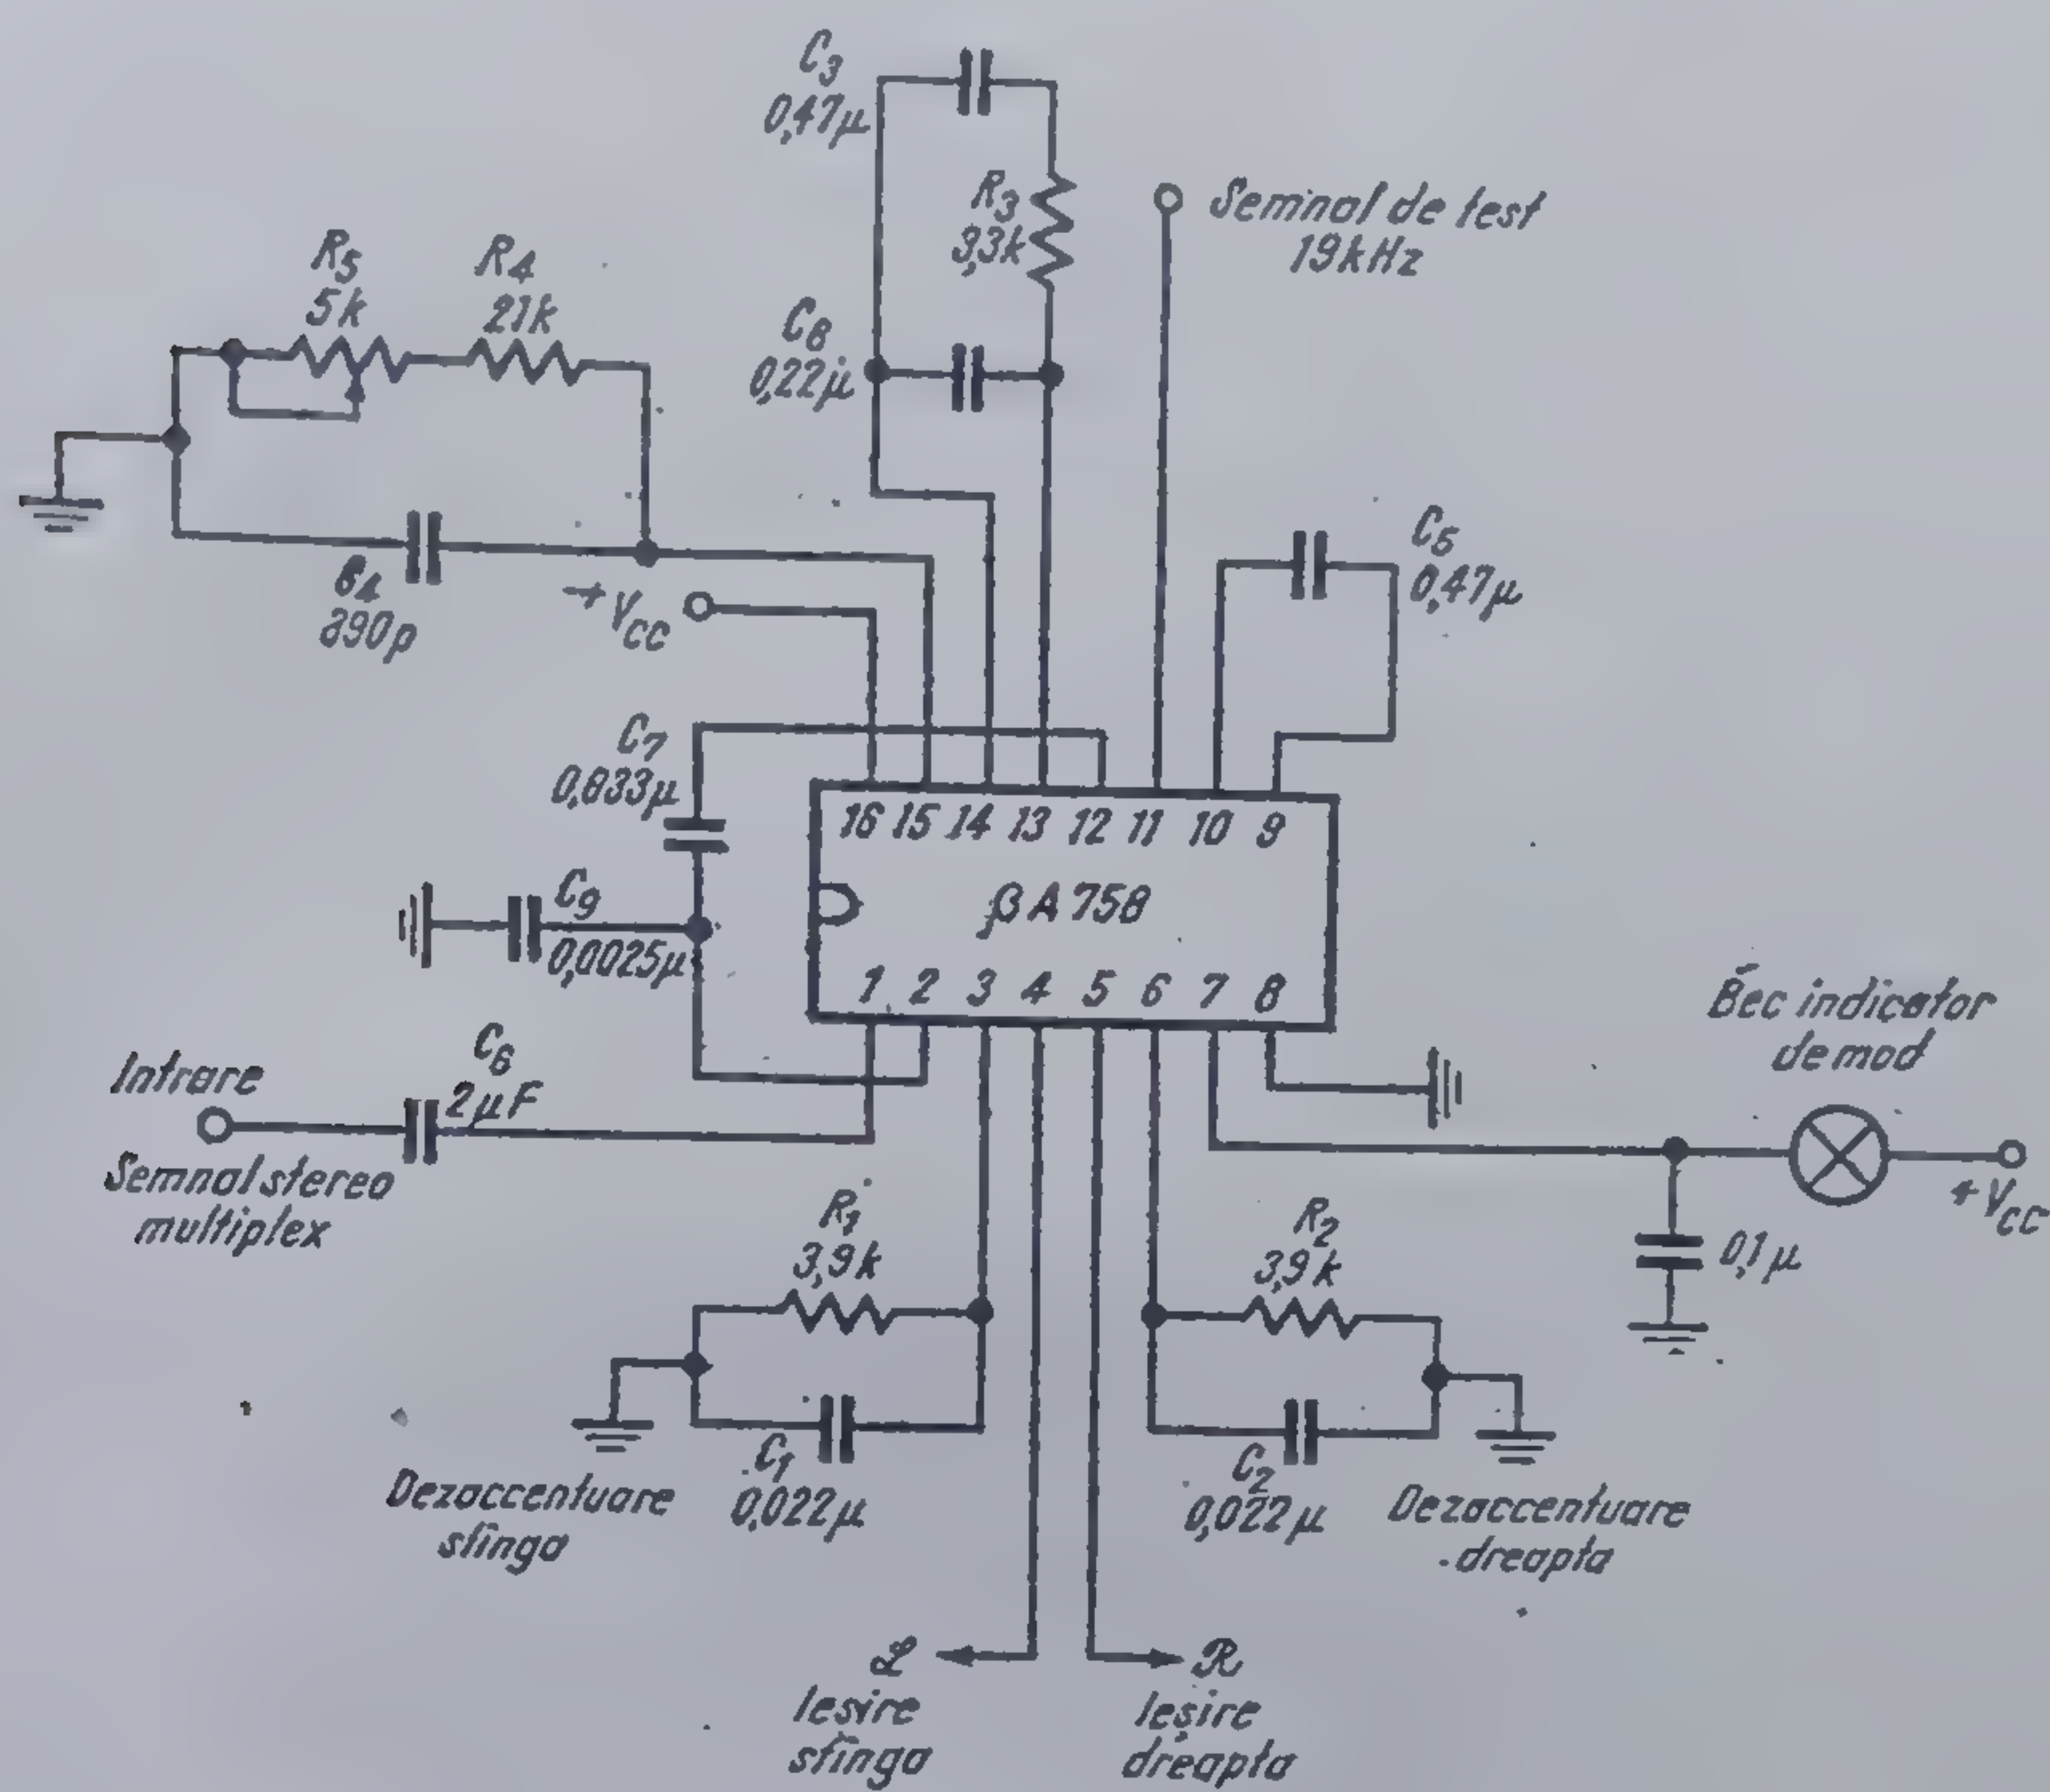 C3
0,47µ
R3
3,3k
Semnal de test
19kHz
R5
5k
R4
21k
C8
0,22µ
C4
390p
+VCC
C5
0,47µ
C7
0,033µ
16 15 14 13 12 11 10 9
βA758
C9
0,0025µ
1 2 3 4 5 6 7 8
Bec indicator
de mod
Intrare
C6
2µF
Semnal stereo
multiplex
+VCC
0,1µ
R1
3,9k
R2
3,9k
C1
0,022µ
C2
0,022µ
Dezaccentuare
stînga
Dezaccentuare
dreapta
L
Ieșire
stînga
R
Ieșire
dreapta